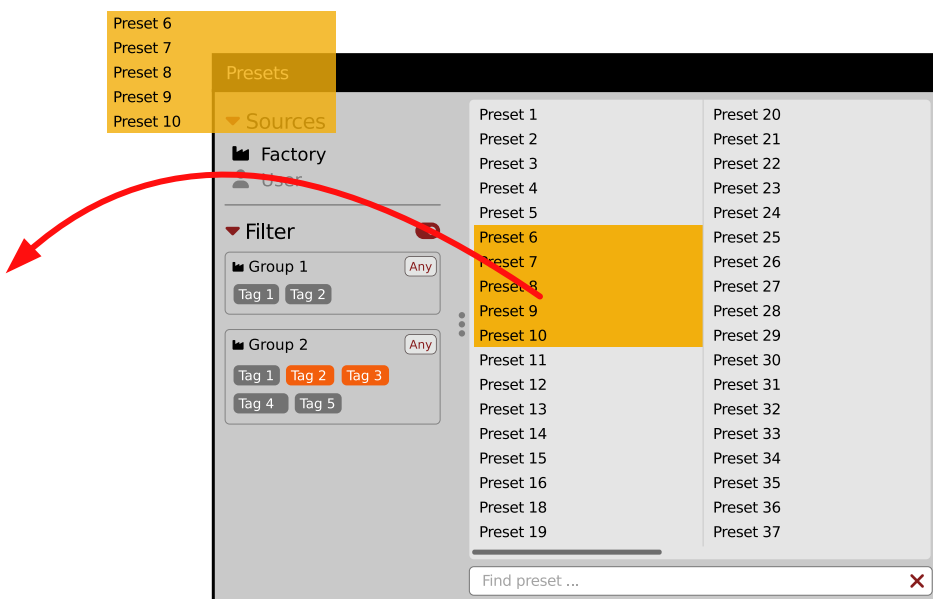 Preset 6
Preset 7
Preset 8
Preset 9
Preset 10
Presets
Sources
Factory
User
Filter
Group 1
Any
Tag 1 Tag 2
Group 2
Any
Tag 1 Tag 2 Tag 3
Tag 4 Tag 5
Preset 1
Preset 2
Preset 3
Preset 4
Preset 5
Preset 6
Preset 7
Preset 8
Preset 9
Preset 10
Preset 11
Preset 12
Preset 13
Preset 14
Preset 15
Preset 16
Preset 18
Preset 19
Preset 20
Preset 21
Preset 22
Preset 23
Preset 24
Preset 25
Preset 26
Preset 27
Preset 28
Preset 29
Preset 30
Preset 31
Preset 32
Preset 33
Preset 34
Preset 35
Preset 36
Preset 37
Find preset ...